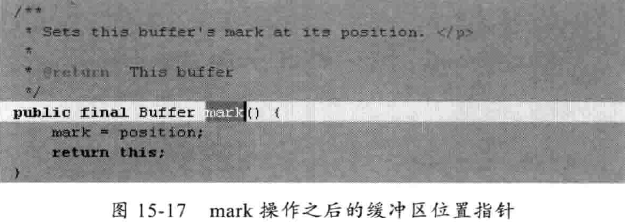 /**
 * Sets this buffer's mark at its position. </p>
 *
 * @return  This buffer
 */
public final Buffer mark() {
    mark = position;
    return this;
}
图 15-17 mark 操作之后的缓冲区位置指针